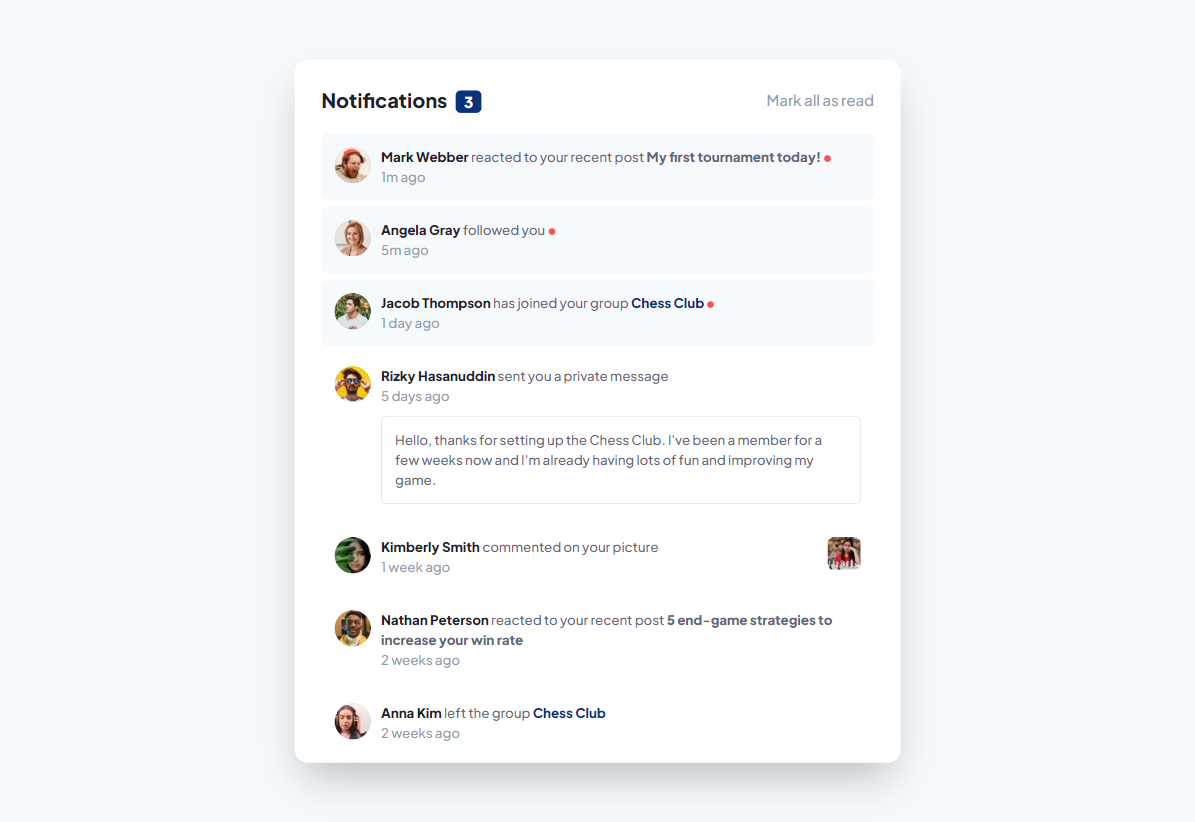 Notifications 3
Mark all as read
Mark Webber reacted to your recent post My first tournament today!
1m ago
Angela Gray followed you
5m ago
Jacob Thompson has joined your group Chess Club
1 day ago
Rizky Hasanuddin sent you a private message
5 days ago
Hello, thanks for setting up the Chess Club. I've been a member for a
few weeks now and I'm already having lots of fun and improving my
game.
Kimberly Smith commented on your picture
1 week ago
Nathan Peterson reacted to your recent post 5 end-game strategies to
increase your win rate
2 weeks ago
Anna Kim left the group Chess Club
2 weeks ago